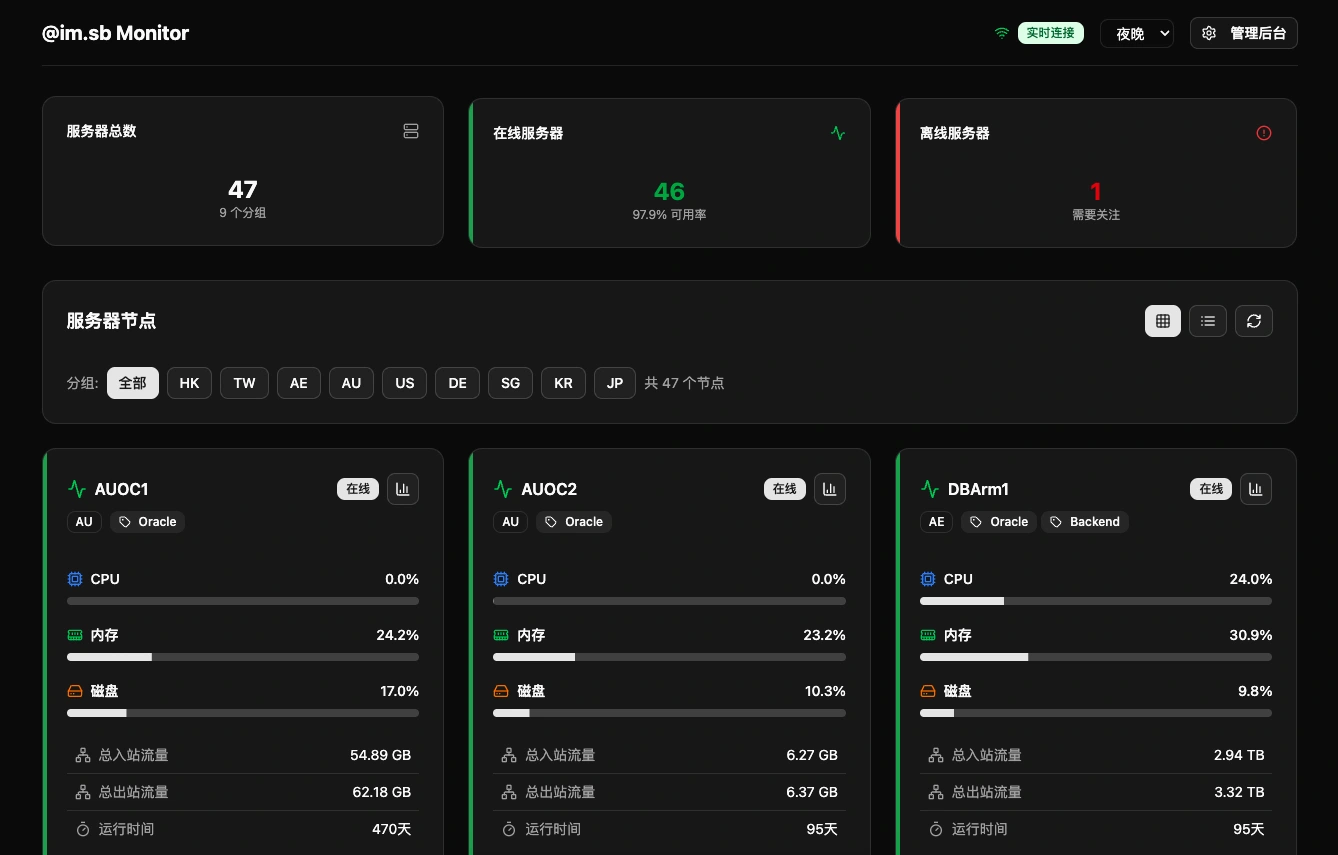 @im.sb Monitor
实时连接 夜晚 管理后台
服务器总数
47
9 个分组
在线服务器
46
97.9% 可用率
离线服务器
1
需要关注
服务器节点
分组: 全部 HK TW AE AU US DE SG KR JP 共 47 个节点
AUOC1 在线
AU Oracle
CPU 0.0%
内存 24.2%
磁盘 17.0%
总入站流量 54.89 GB
总出站流量 62.18 GB
运行时间 470天
AUOC2 在线
AU Oracle
CPU 0.0%
内存 23.2%
磁盘 10.3%
总入站流量 6.27 GB
总出站流量 6.37 GB
运行时间 95天
DBArm1 在线
AE Oracle Backend
CPU 24.0%
内存 30.9%
磁盘 9.8%
总入站流量 2.94 TB
总出站流量 3.32 TB
运行时间 95天